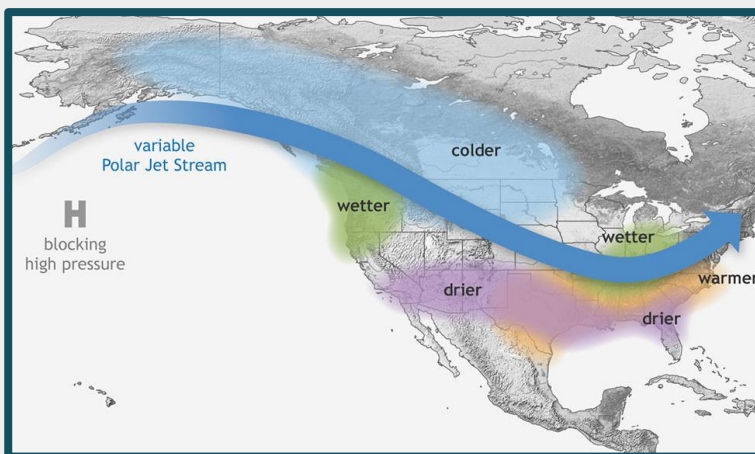 colder
variable
Polar Jet Stream
wetter
H
blocking
high pressure
wetter
warmer
drier
drier